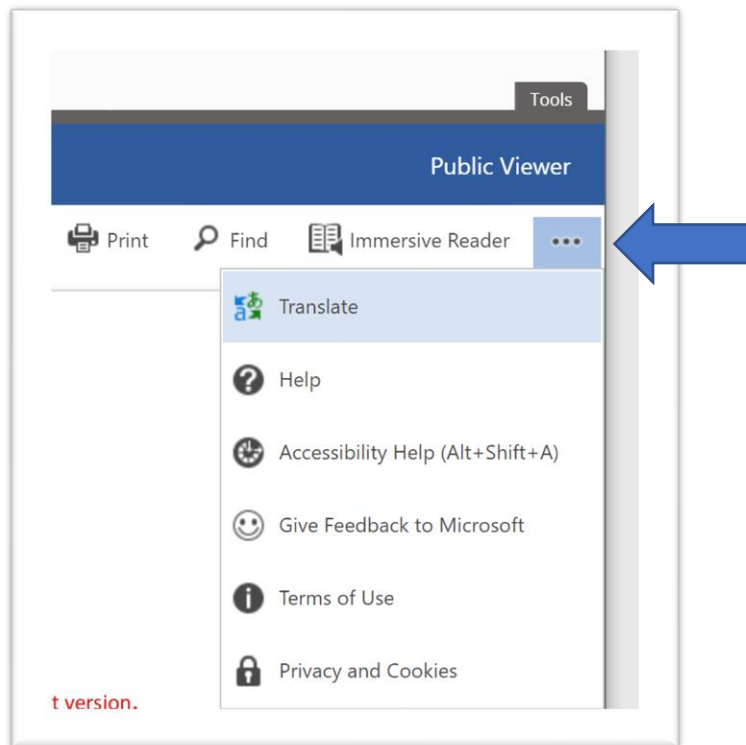 Tools
Public Viewer
Print Find Immersive Reader •••
Translate
Help
Accessibility Help (Alt+Shift+A)
Give Feedback to Microsoft
Terms of Use
Privacy and Cookies
t version.